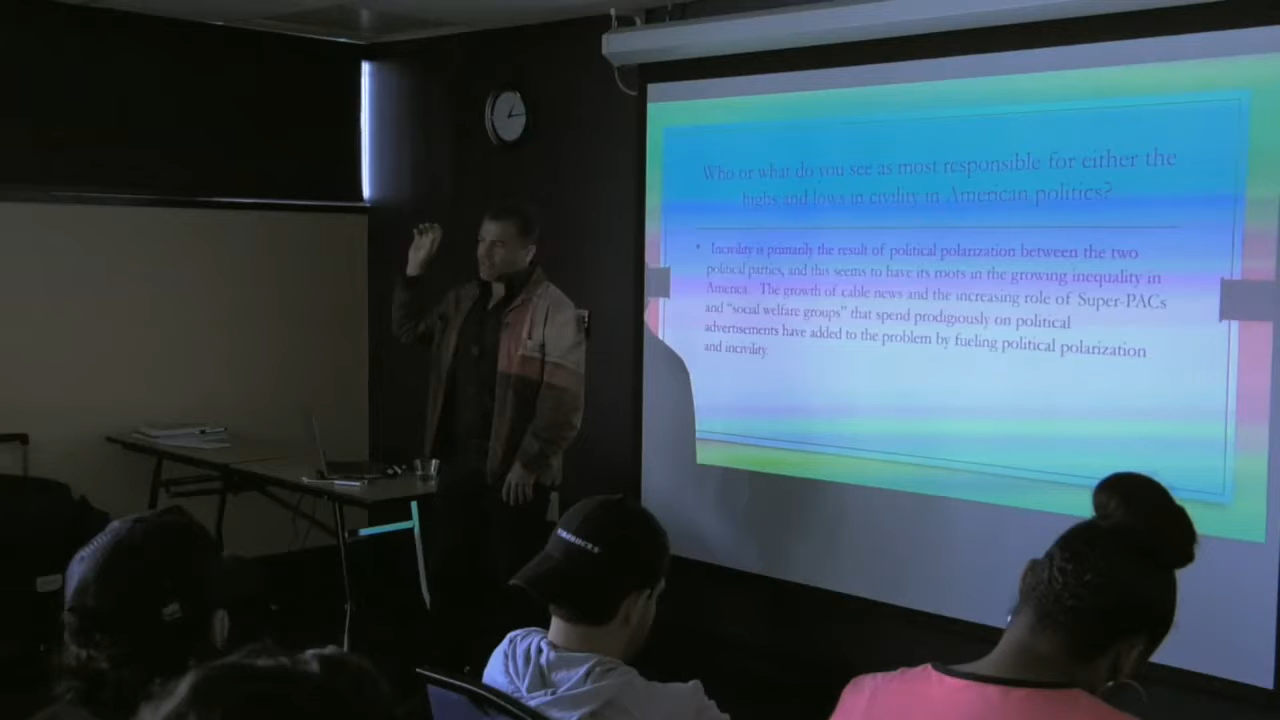 Who or what do you see as most responsible for either the
highs and lows in civility in American politics?
• Incivility is primarily the result of political polarization between the two
political parties, and this seems to have its roots in the growing inequality in
America. The growth of cable news and the increasing role of Super-PACs
and “social welfare groups” that spend prodigiously on political
advertisements have added to the problem by fueling political polarization
and incivility.
STARBUCKS